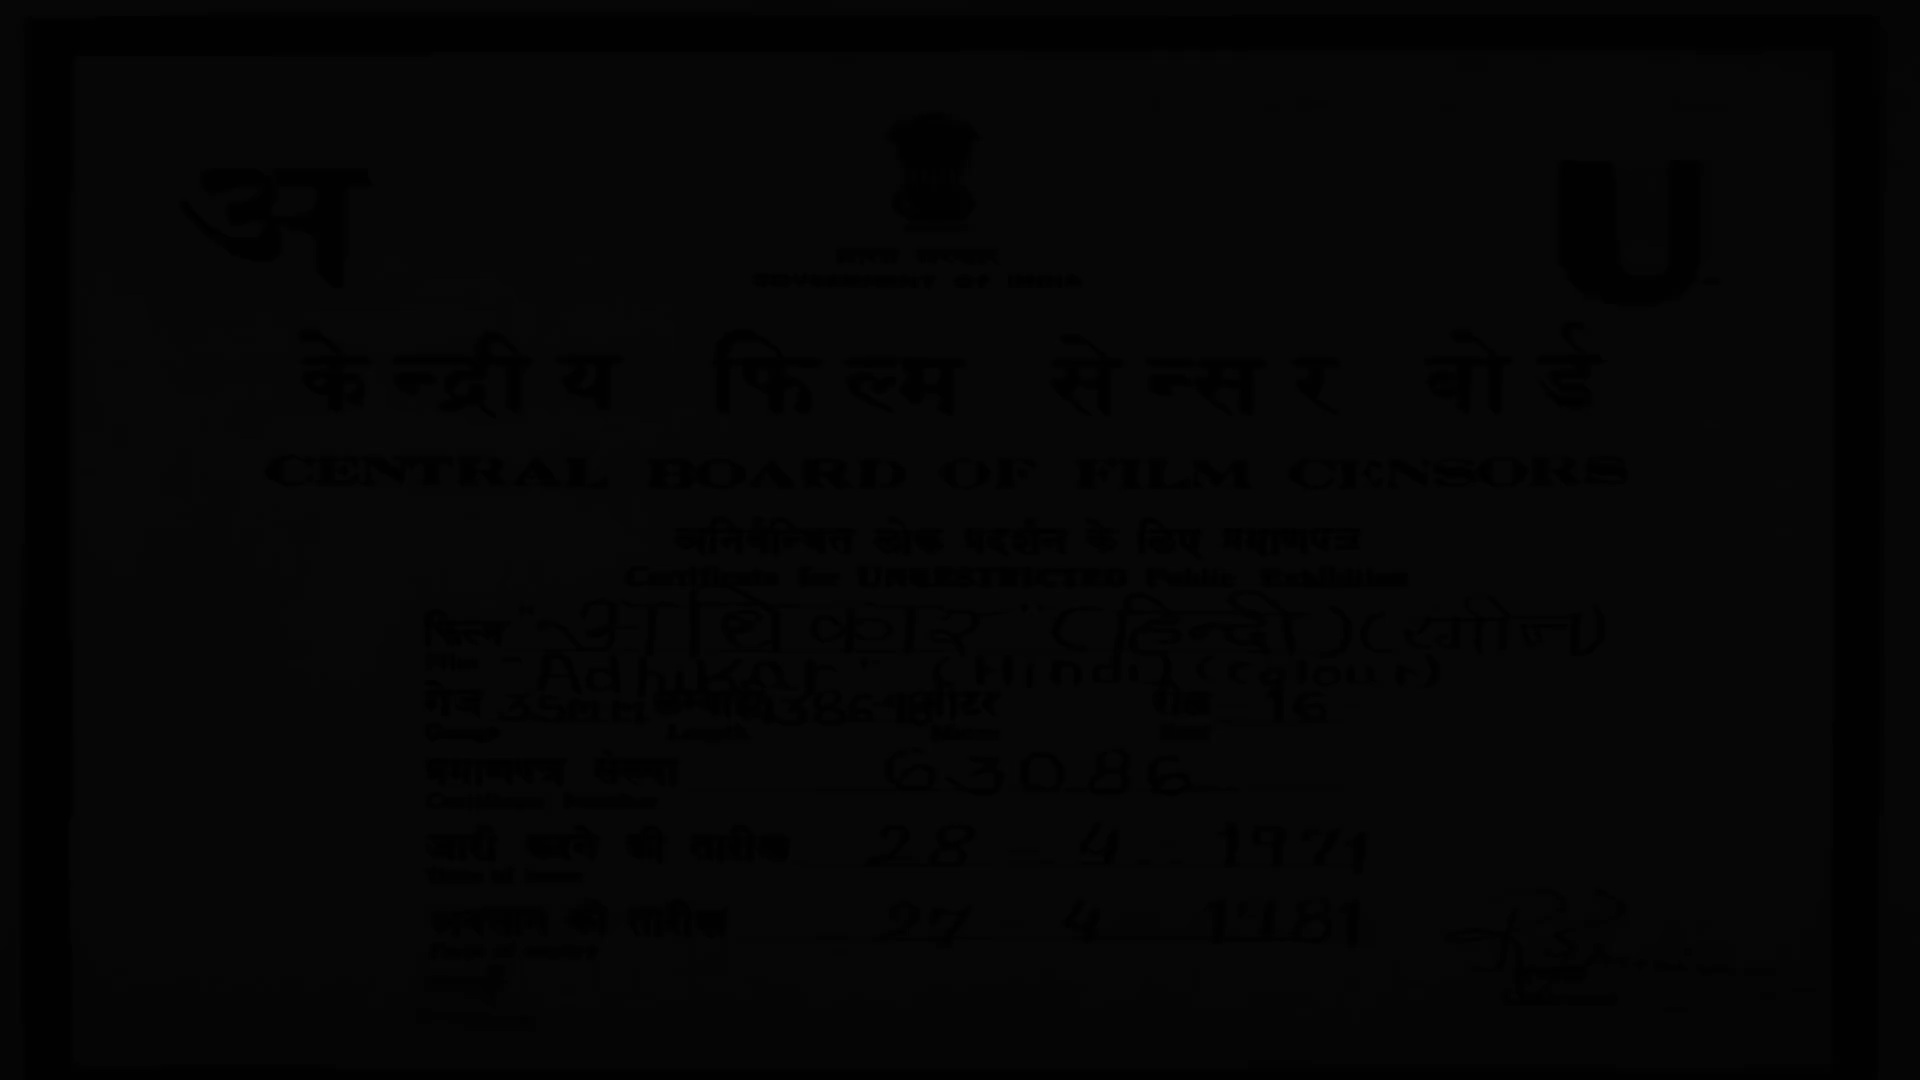 अ
U
भारत सरकार
GOVERNMENT OF INDIA
केन्द्रीय फिल्म सेन्सर बोर्ड
CENTRAL BOARD OF FILM CENSORS
अनिर्बन्धित लोक प्रदर्शन के लिए प्रमाणपत्र
Certificate for UNRESTRICTED Public Exhibition
फिल्म "अधिकार" (हिन्दी) (रंगीन)
Film "Adhikar" (Hindi) (colour)
गेज 35mm लम्बाई मीटर रील 16
Gauge Length Metres Reels
प्रमाणपत्र संख्या 63086
Certificate Number
जारी करने की तारीख 28 4 1971
Date of Issue
अवसान की तारीख 27 4 1981
Date of expiry